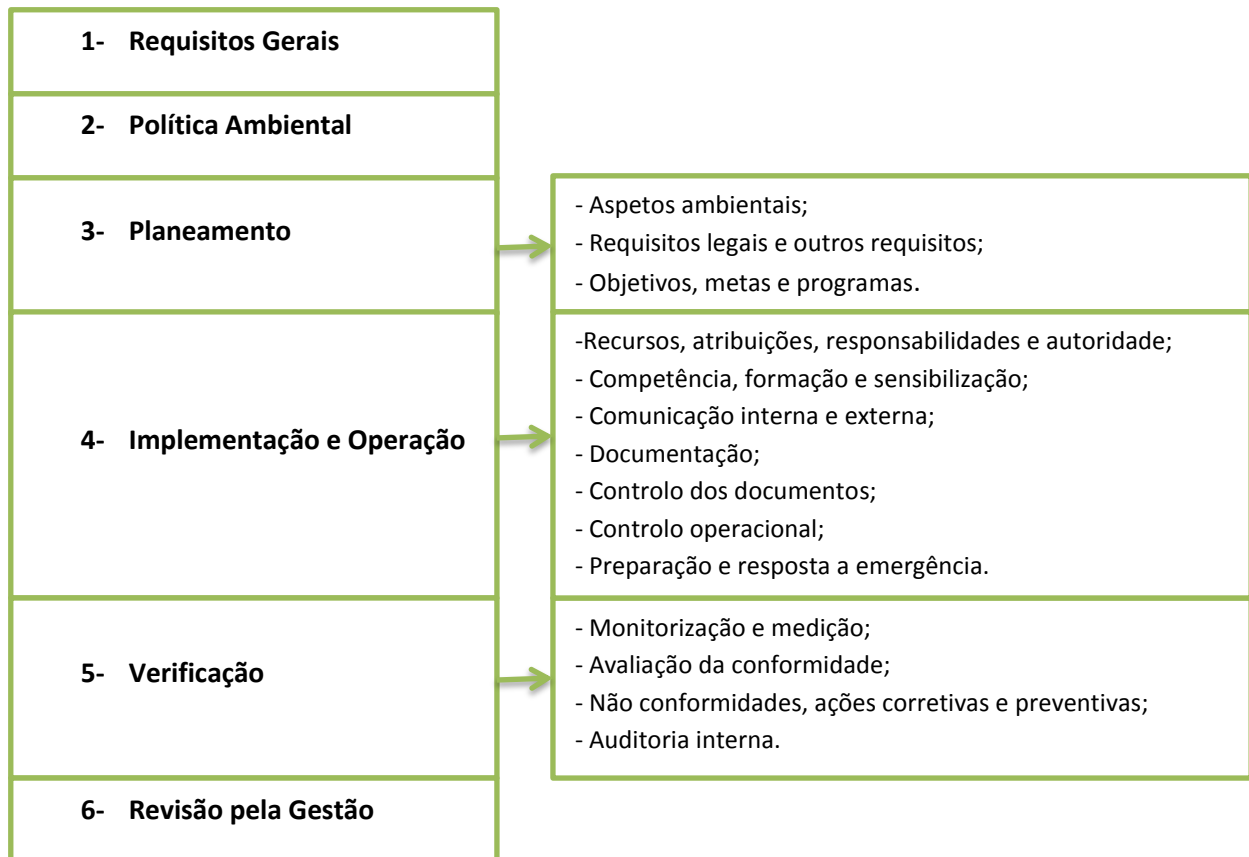 1- Requisitos Gerais
2- Política Ambiental
3- Planeamento
- Aspetos ambientais;
- Requisitos legais e outros requisitos;
- Objetivos, metas e programas.
4- Implementação e Operação
-Recursos, atribuições, responsabilidades e autoridade;
- Competência, formação e sensibilização;
- Comunicação interna e externa;
- Documentação;
- Controlo dos documentos;
- Controlo operacional;
- Preparação e resposta a emergência.
5- Verificação
- Monitorização e medição;
- Avaliação da conformidade;
- Não conformidades, ações corretivas e preventivas;
- Auditoria interna.
6- Revisão pela Gestão